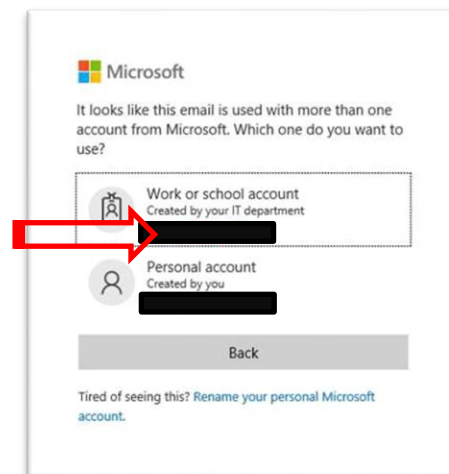 Microsoft
It looks like this email is used with more than one
account from Microsoft. Which one do you want to
use?
Work or school account
Created by your IT department
Personal account
Created by you
Back
Tired of seeing this? Rename your personal Microsoft
account.